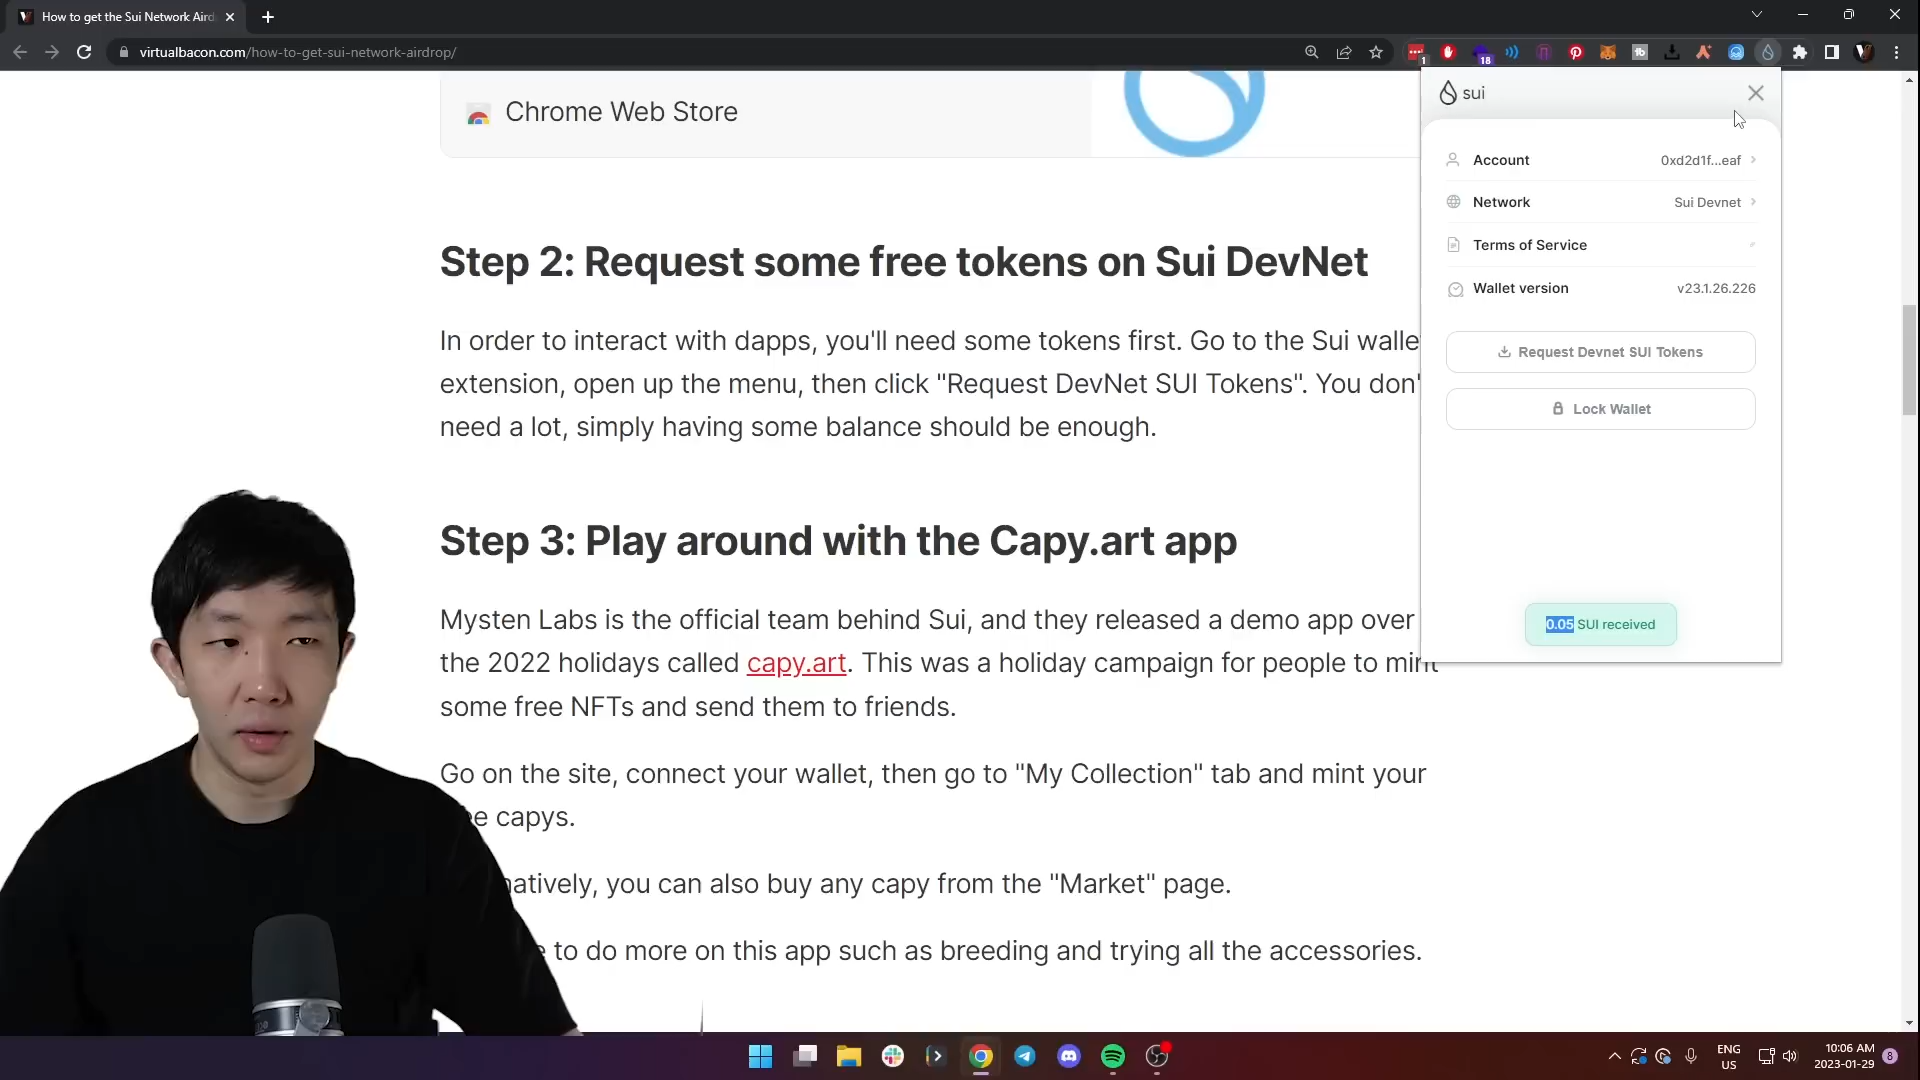 How to get the Sui Network Aird
virtualbacon.com/how-to-get-sui-network-airdrop/
1
18
Chrome Web Store
Step 2: Request some free tokens on Sui DevNet
In order to interact with dapps, you'll need some tokens first. Go to the Sui walle
extension, open up the menu, then click "Request DevNet SUI Tokens". You don'
need a lot, simply having some balance should be enough.
Step 3: Play around with the Capy.art app
Mysten Labs is the official team behind Sui, and they released a demo app over
the 2022 holidays called capy.art. This was a holiday campaign for people to mint
some free NFTs and send them to friends.
Go on the site, connect your wallet, then go to "My Collection" tab and mint your
e capys.
natively, you can also buy any capy from the "Market" page.
e to do more on this app such as breeding and trying all the accessories.
sui
Account 0xd2d1f...eaf
Network Sui Devnet
Terms of Service
Wallet version v23.1.26.226
Request Devnet SUI Tokens
Lock Wallet
0.05 SUI received
ENG
US
10:06 AM
2023-01-29
8